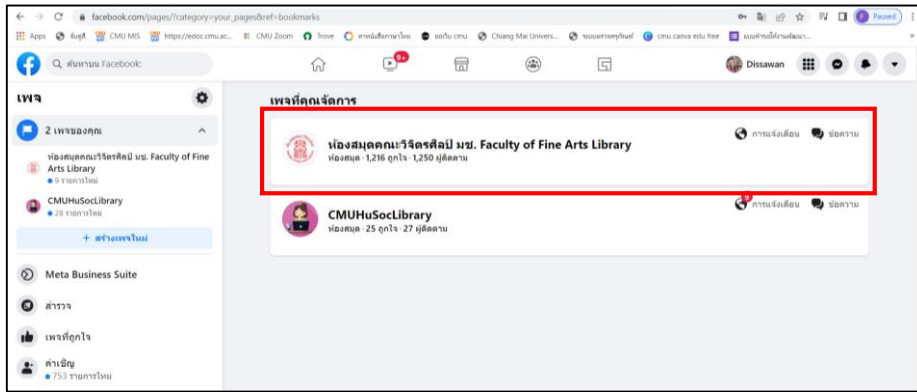 facebook.com/pages/?category=your_pages&ref=bookmarks
Paused
Apps
CMU MIS
https://edoc.cmu.ac...
CMU Zoom
Trove
Chiang Mai Univers...
cmu canva edu free
ค้นหาบน Facebook
9+
Dissawan
เพจ
2 เพจของคุณ
ห้องสมุดคณะวิจิตรศิลป์ มช. Faculty of Fine
Arts Library
9 รายการใหม่
CMUHuSocLibrary
28 รายการใหม่
+ สร้างเพจใหม่
Meta Business Suite
สำรวจ
เพจที่ถูกใจ
คำเชิญ
753 รายการใหม่
เพจที่คุณจัดการ
ห้องสมุดคณะวิจิตรศิลป์ มช. Faculty of Fine Arts Library
ห้องสมุด · 1,216 ถูกใจ · 1,250 ผู้ติดตาม
การแจ้งเตือน
ข้อความ
CMUHuSocLibrary
ห้องสมุด · 25 ถูกใจ · 27 ผู้ติดตาม
การแจ้งเตือน
ข้อความ